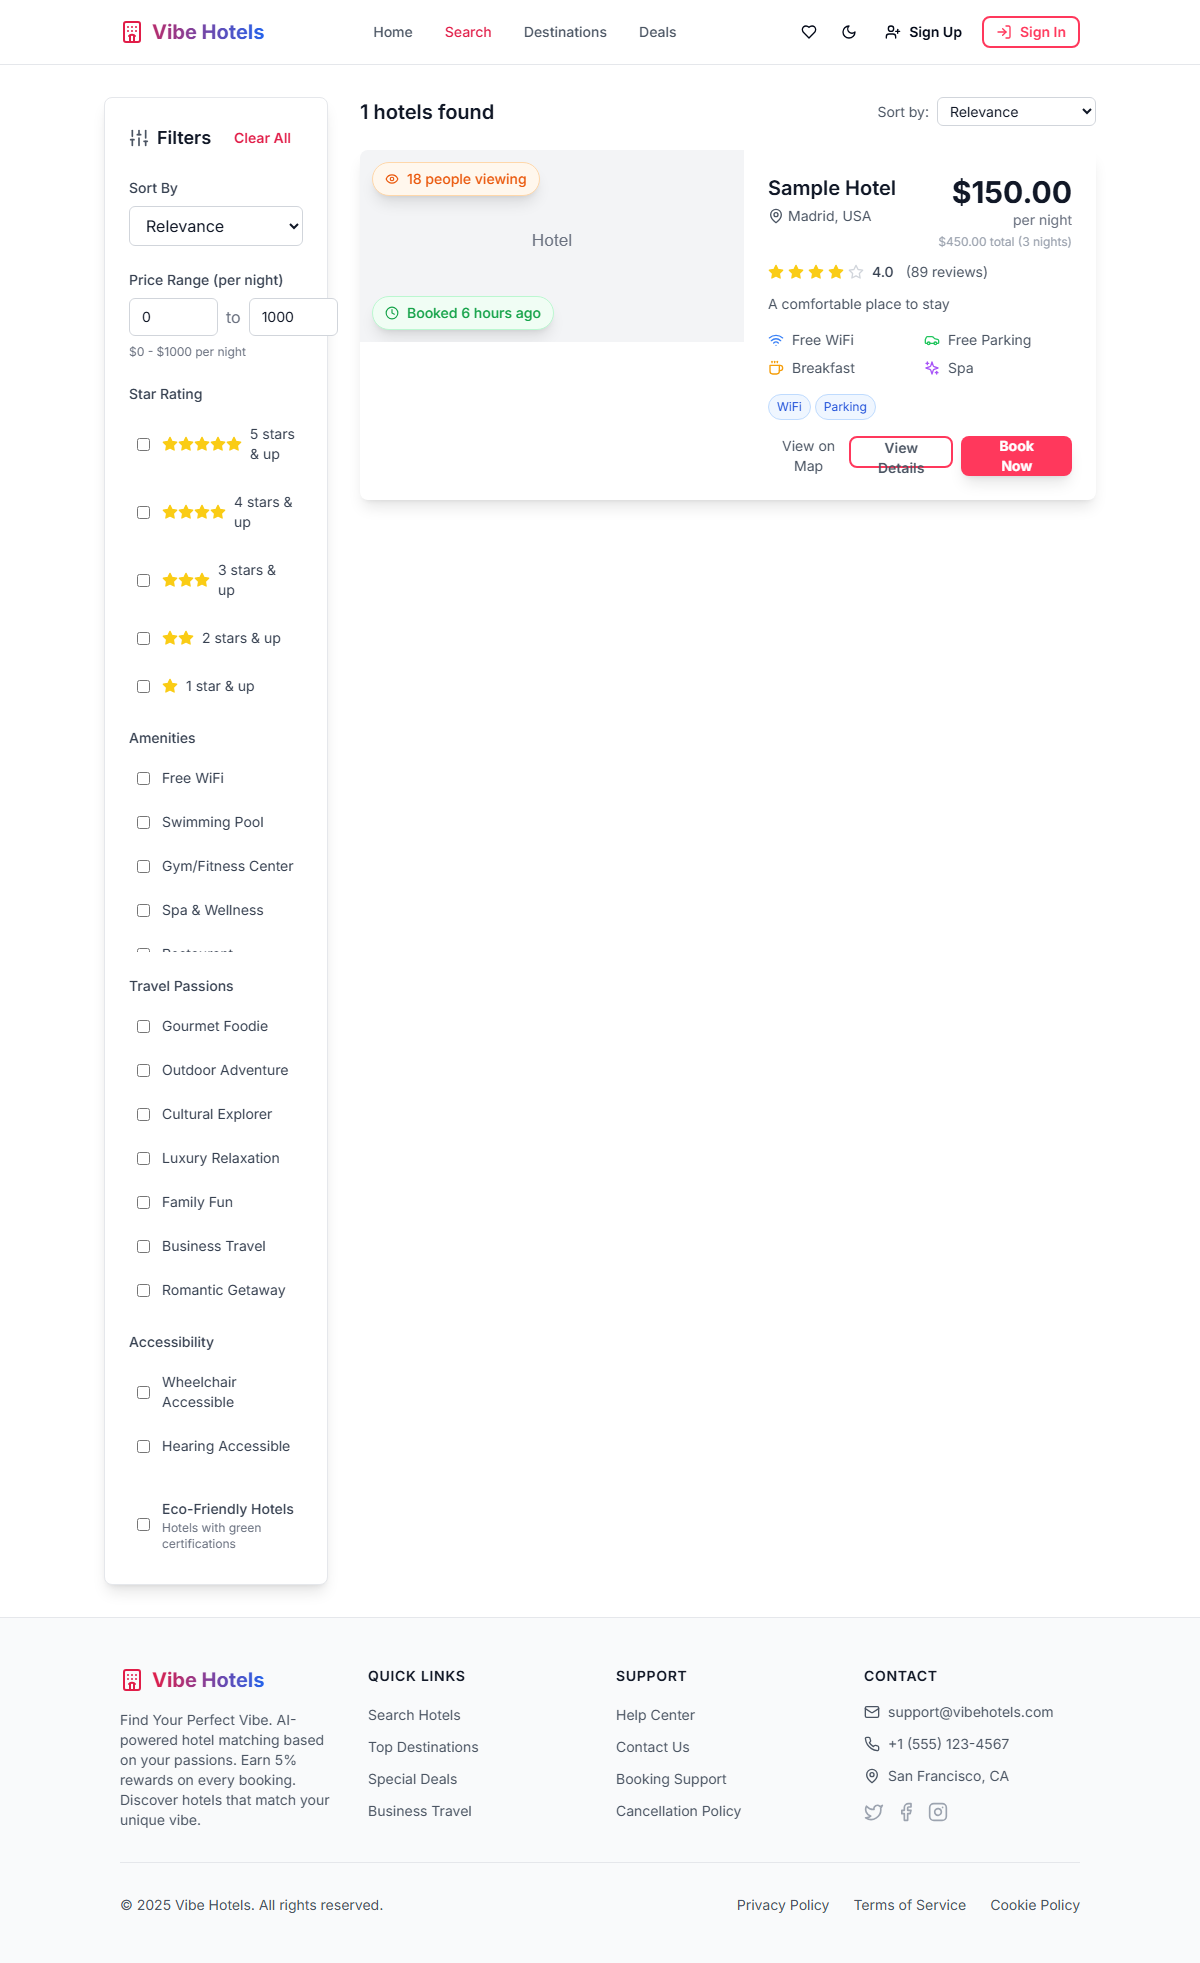 Vibe Hotels
Home
Search
Destinations
Deals
Sign Up
Sign In
Filters
Clear All
Sort By
Relevance
Price Range (per night)
0
to
1000
$0 - $1000 per night
Star Rating
5 stars
& up
4 stars &
up
3 stars &
up
2 stars & up
1 star & up
Amenities
Free WiFi
Swimming Pool
Gym/Fitness Center
Spa & Wellness
Restaurant
Travel Passions
Gourmet Foodie
Outdoor Adventure
Cultural Explorer
Luxury Relaxation
Family Fun
Business Travel
Romantic Getaway
Accessibility
Wheelchair
Accessible
Hearing Accessible
Eco-Friendly Hotels
Hotels with green
certifications
1 hotels found
Sort by:
Relevance
18 people viewing
Hotel
Booked 6 hours ago
Sample Hotel
Madrid, USA
$150.00
per night
$450.00 total (3 nights)
4.0 (89 reviews)
A comfortable place to stay
Free WiFi
Free Parking
Breakfast
Spa
WiFi
Parking
View on
Map
View
Details
Book
Now
Vibe Hotels
Find Your Perfect Vibe. AI-
powered hotel matching based
on your passions. Earn 5%
rewards on every booking.
Discover hotels that match your
unique vibe.
QUICK LINKS
Search Hotels
Top Destinations
Special Deals
Business Travel
SUPPORT
Help Center
Contact Us
Booking Support
Cancellation Policy
CONTACT
support@vibehotels.com
+1 (555) 123-4567
San Francisco, CA
© 2025 Vibe Hotels. All rights reserved.
Privacy Policy
Terms of Service
Cookie Policy